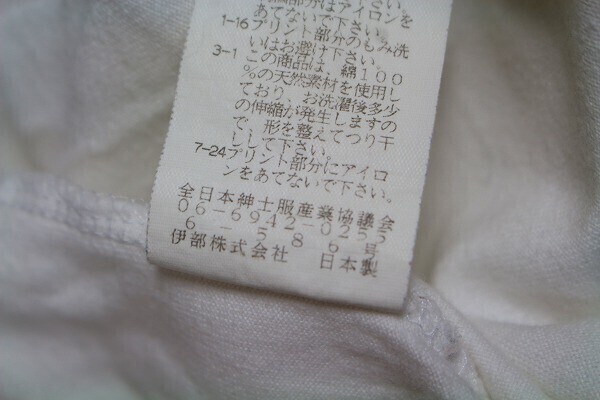 部分はアイロンを
あてないで下さい。
1-16プリント部分のもみ洗
いはお避け下さい。
3-1この商品は、綿100
%の天然素材を使用し
ており、お洗濯後多少
の伸縮が発生しますの
で、形を整えてつり干
しして下さい。
7-24プリント部分にアイロ
ンをあてないで下さい。
全日本紳士服産業協議会
06-6942-0255
6-586号
伊部株式会社 日本製